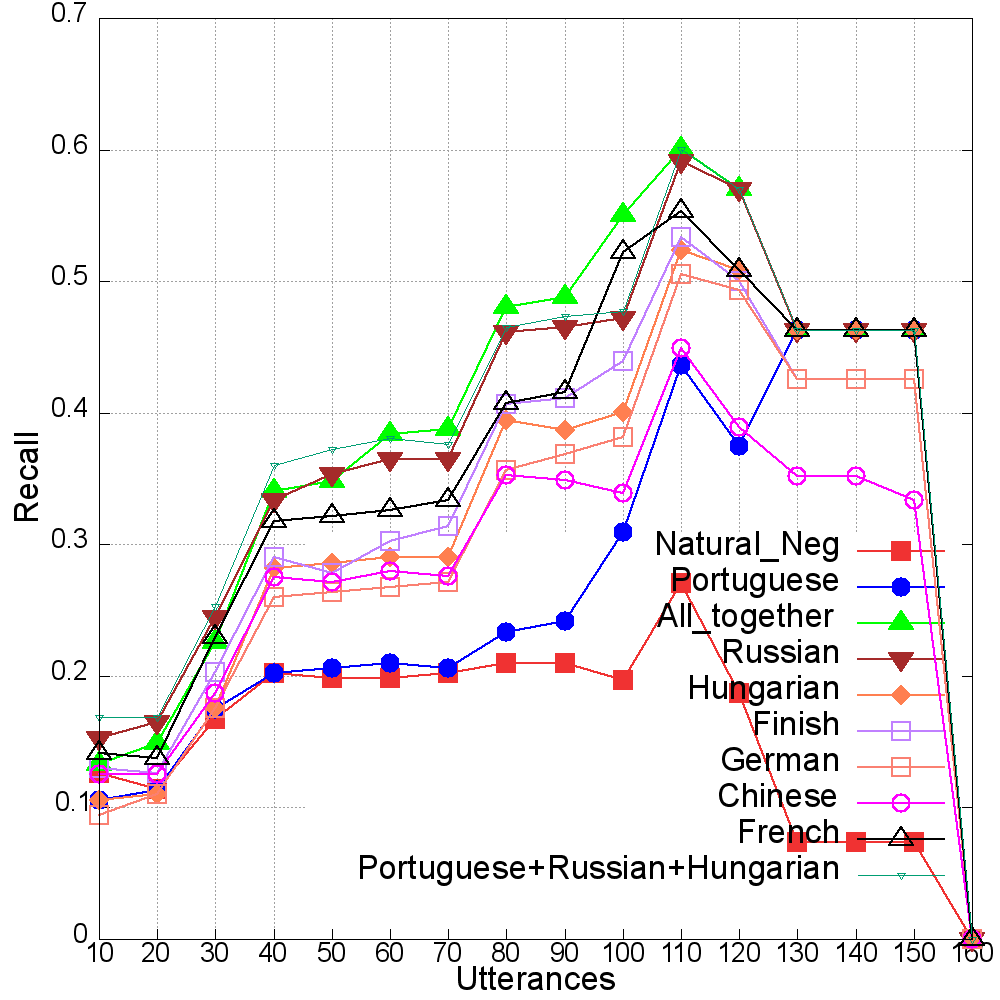 0.7
0.6
0.5
0.4
0.3
0.2
0.1
0
Recall
Natural_Neg
Portuguese
All_together
Russian
Hungarian
Finish
German
Chinese
French
Portuguese+Russian+Hungarian
10 20 30 40 50 60 70 80 90 100 110 120 130 140 150 160
Utterances